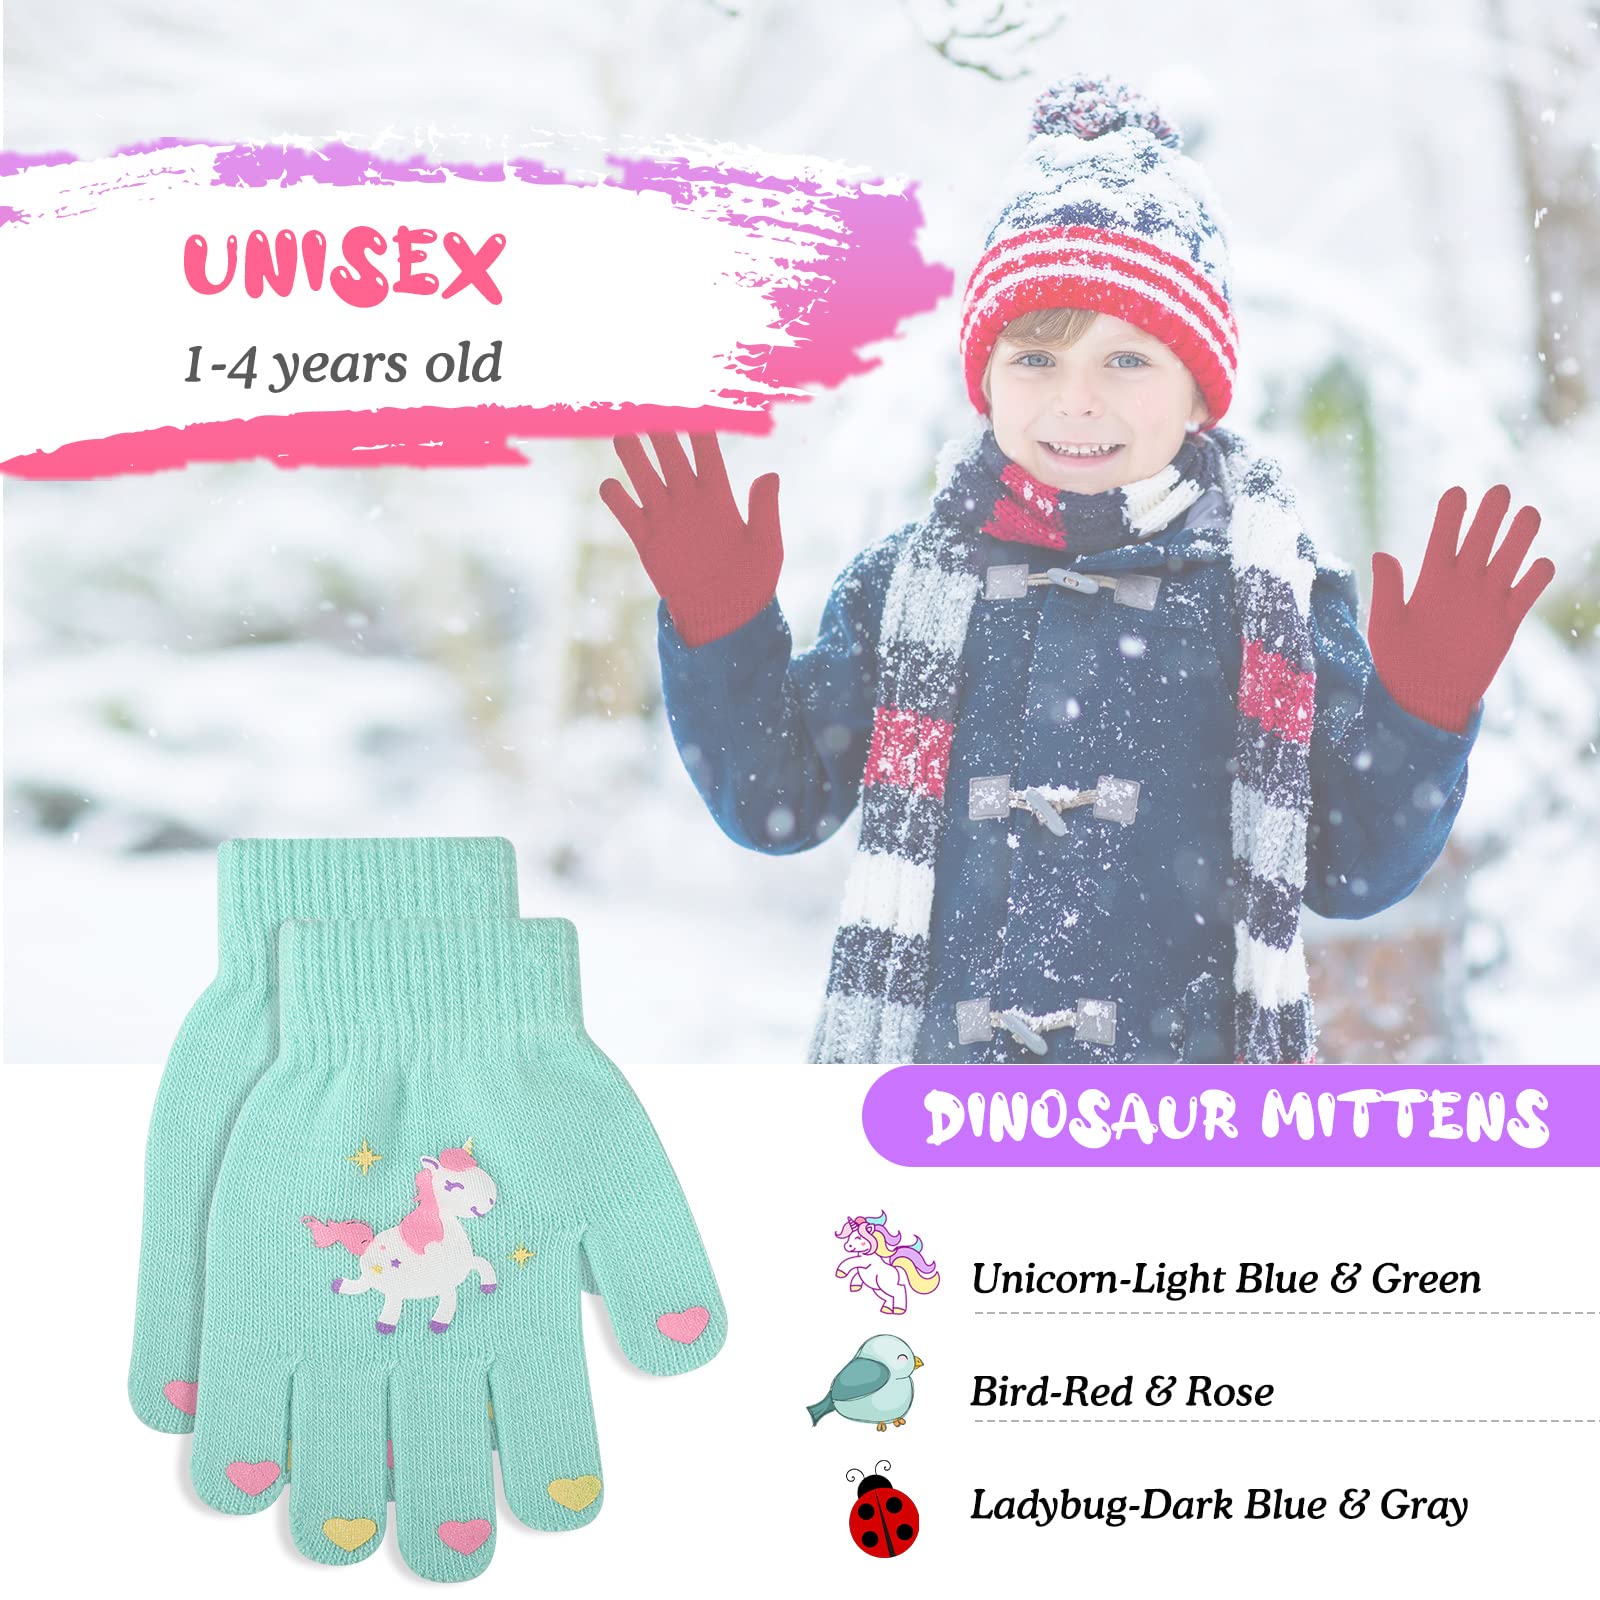 UNISEX
1-4 years old
DINOSAUR MITTENS
Unicorn-Light Blue & Green
Bird-Red & Rose
Ladybug-Dark Blue & Gray